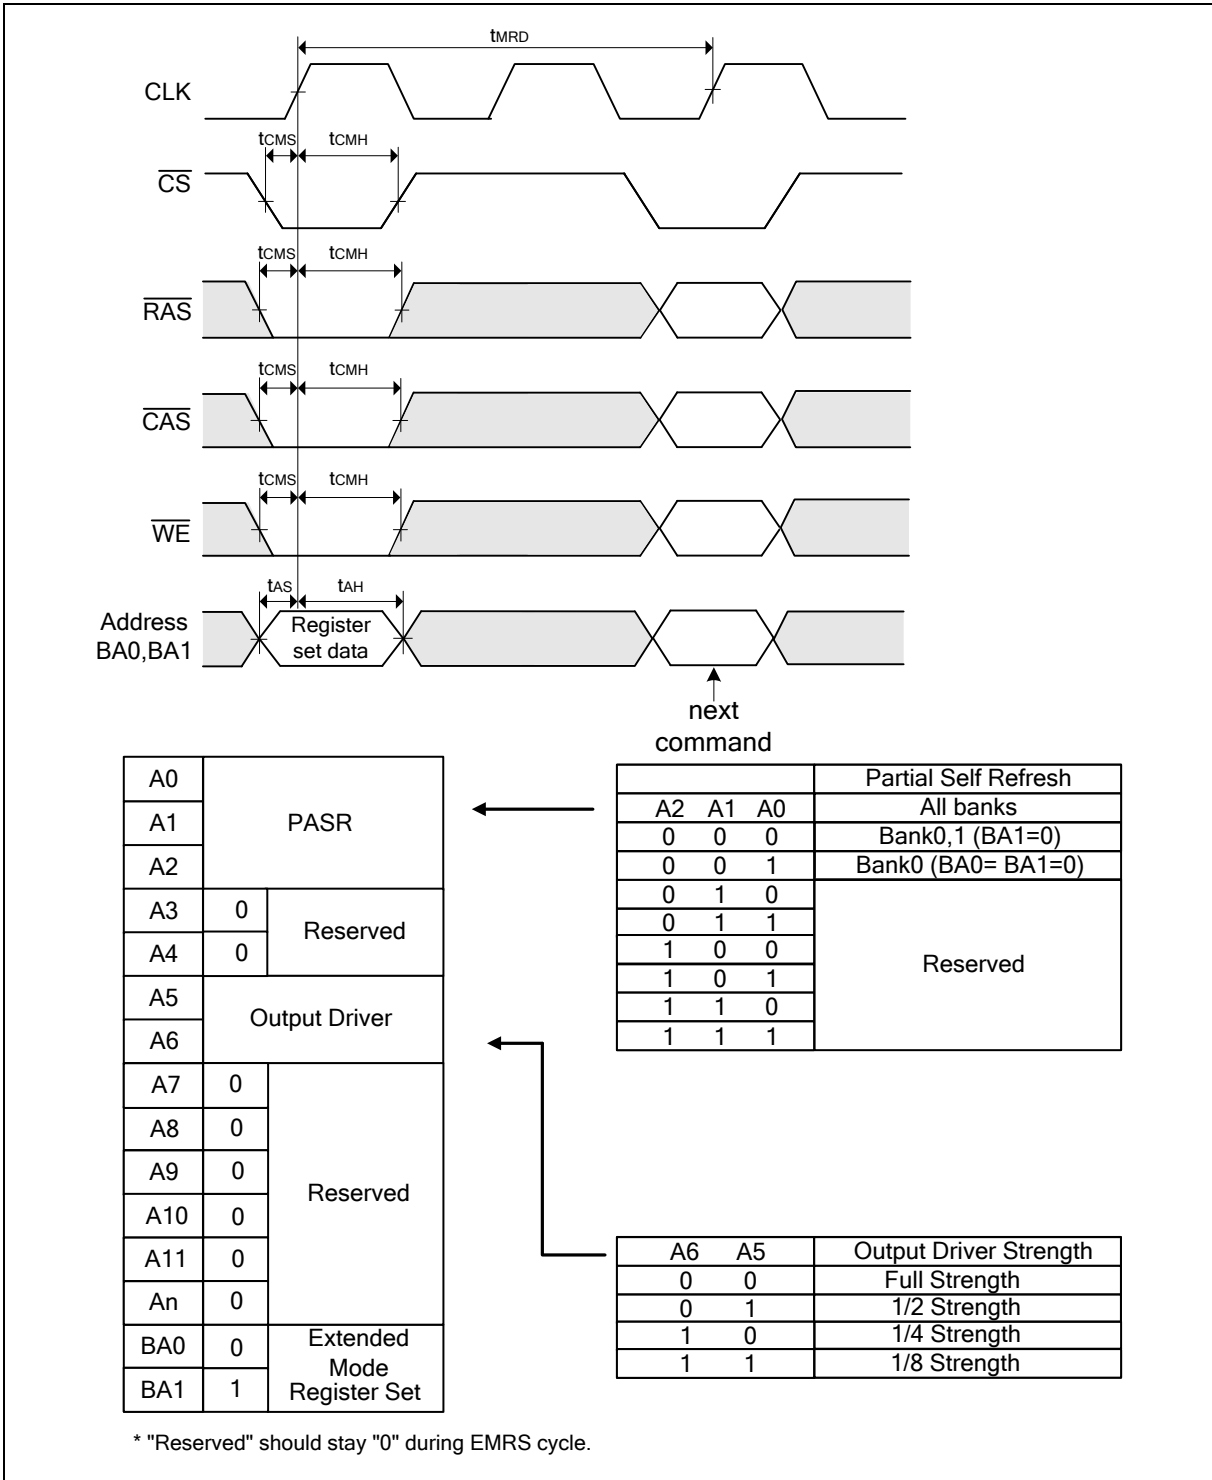 tMRD
CLK
tCMS tCMH
CS
tCMS tCMH
RAS
tCMS tCMH
CAS
tCMS tCMH
WE
tAS tAH
Address
BA0,BA1
Register
set data
next
command
A0
A1
A2
PASR
A3 0
A4 0
Reserved
A5
A6
Output Driver
A7 0
A8 0
A9 0
A10 0
A11 0
An 0
Reserved
BA0 0
BA1 1
Extended
Mode
Register Set
Partial Self Refresh
A2 A1 A0 All banks
0 0 0 Bank0,1 (BA1=0)
0 0 1 Bank0 (BA0= BA1=0)
0 1 0
0 1 1
1 0 0
1 0 1
1 1 0
1 1 1
Reserved
A6 A5 Output Driver Strength
0 0 Full Strength
0 1 1/2 Strength
1 0 1/4 Strength
1 1 1/8 Strength
* "Reserved" should stay "0" during EMRS cycle.